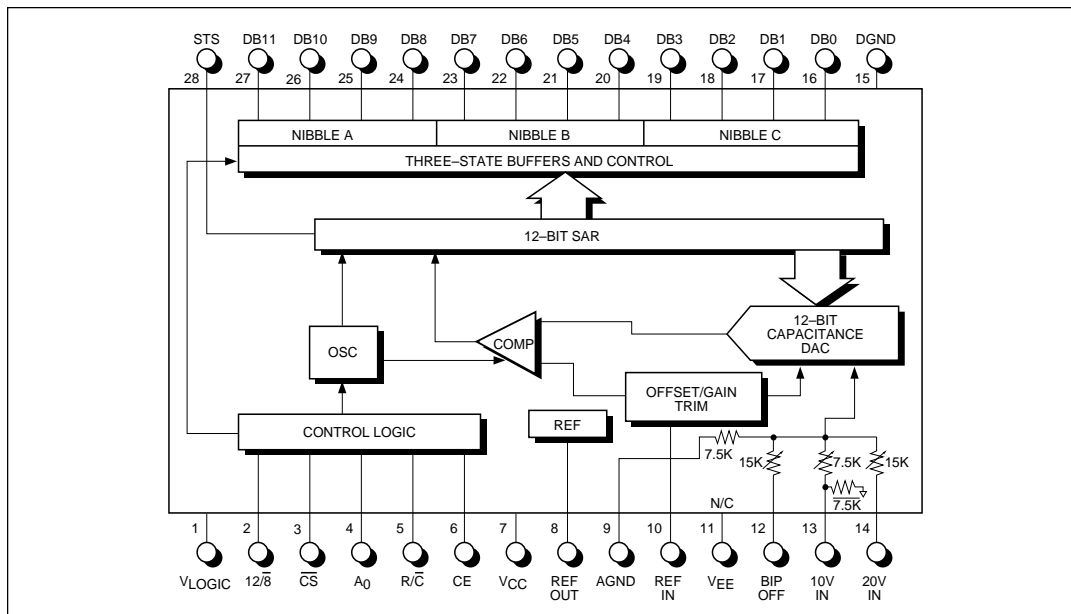 STS DB11 DB10 DB9 DB8 DB7 DB6 DB5 DB4 DB3 DB2 DB1 DB0 DGND
28 27 26 25 24 23 22 21 20 19 18 17 16 15
NIBBLE A NIBBLE B NIBBLE C
THREE–STATE BUFFERS AND CONTROL
12–BIT SAR
12–BIT
CAPACITANCE
DAC
COMP
OSC
OFFSET/GAIN
TRIM
REF
CONTROL LOGIC
7.5K
15K 7.5K 15K
7.5K
N/C
1 2 3 4 5 6 7 8 9 10 11 12 13 14
VLOGIC 12/8̅ C̅S̅ A0 R/C̅ CE VCC REF OUT AGND REF IN VEE BIP OFF 10V IN 20V IN